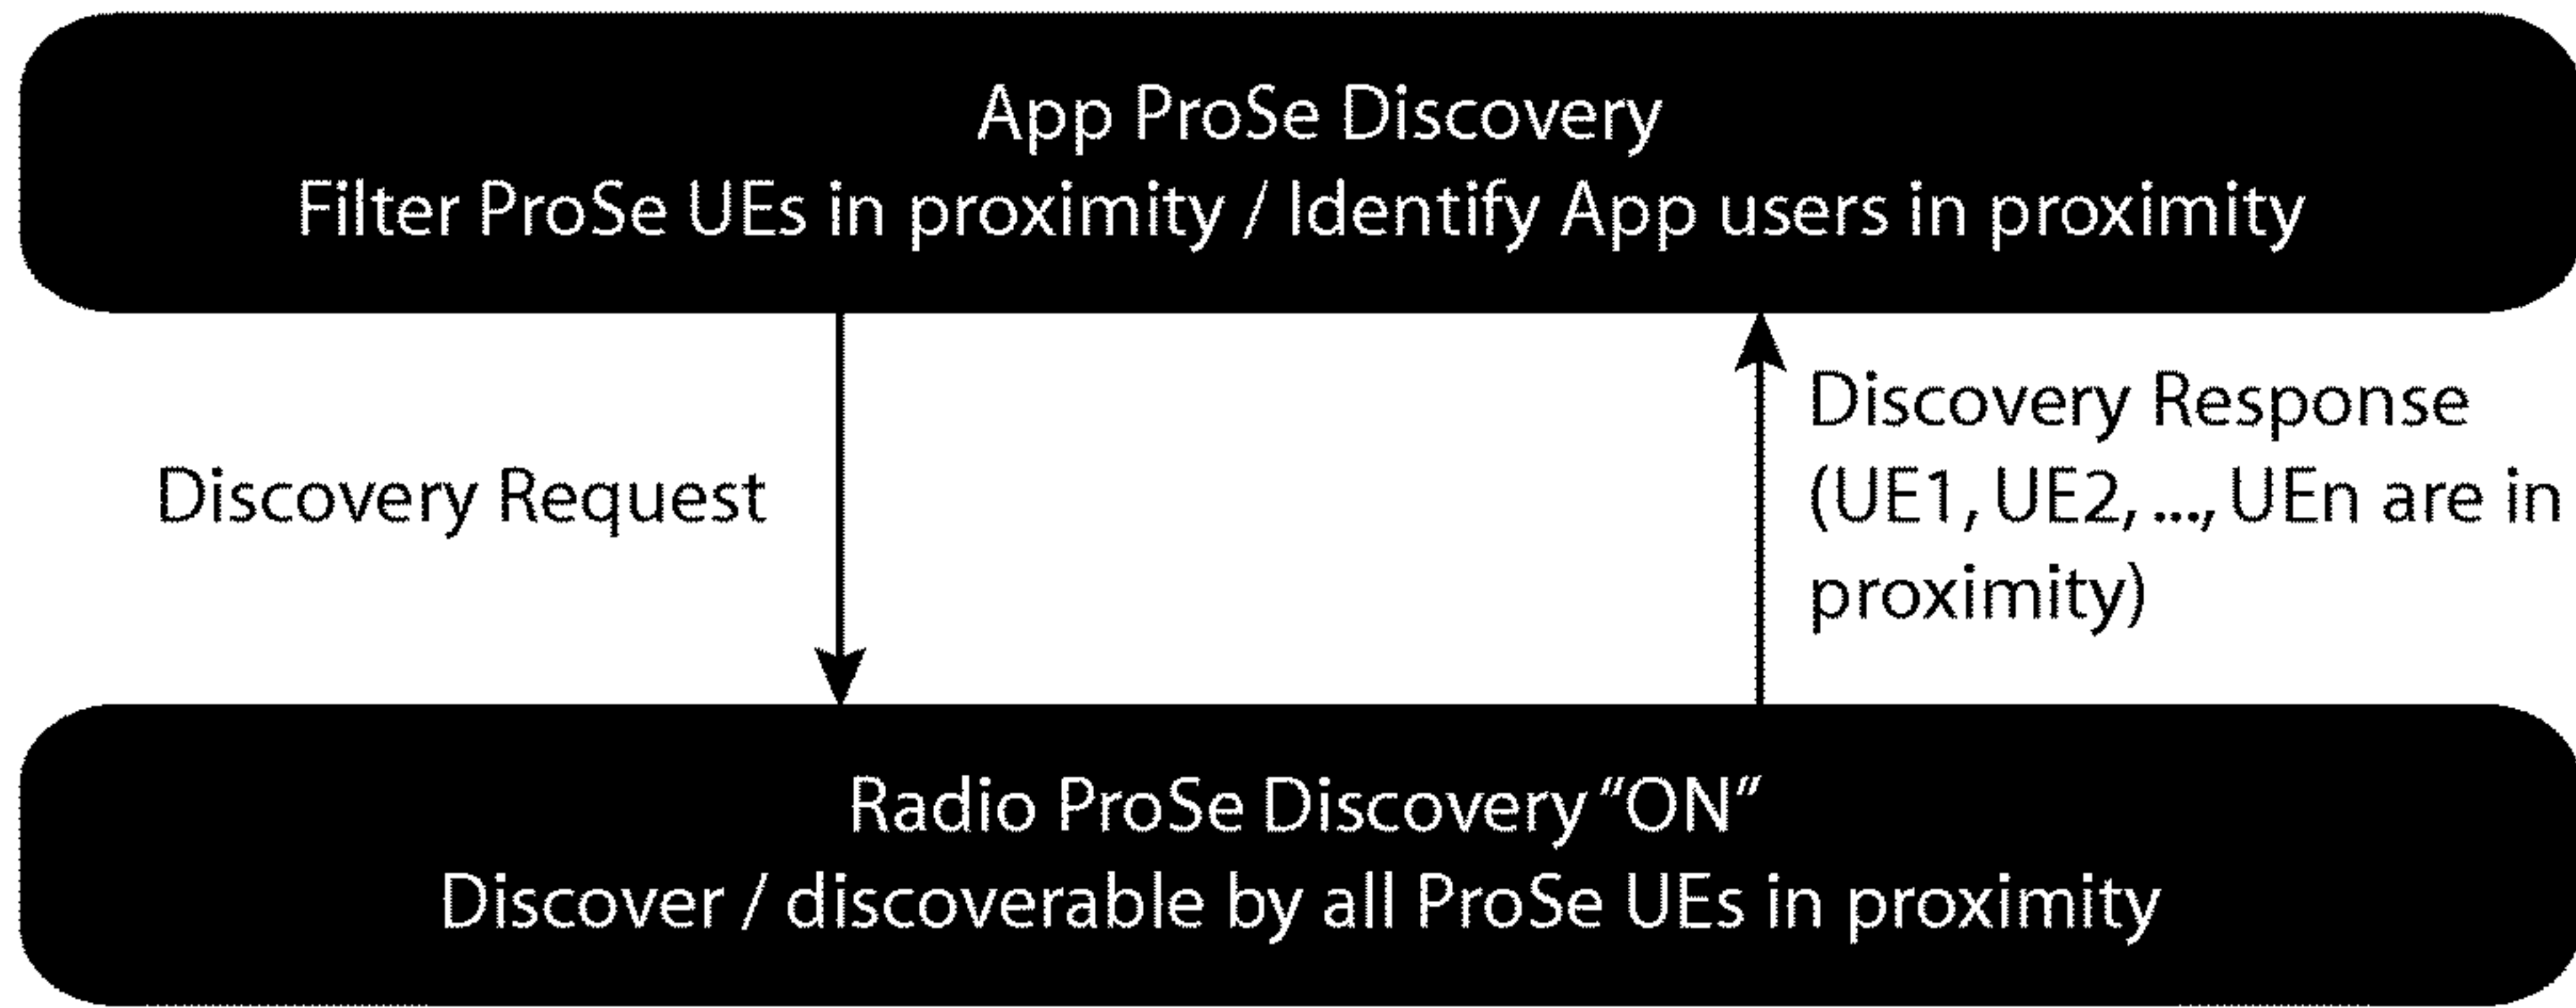 App ProSe Discovery
Filter ProSe UEs in proximity / Identify App users in proximity
Discovery Request
Discovery Response
(UE1, UE2, ..., UEn are in
proximity)
Radio ProSe Discovery "ON"
Discover / discoverable by all ProSe UEs in proximity